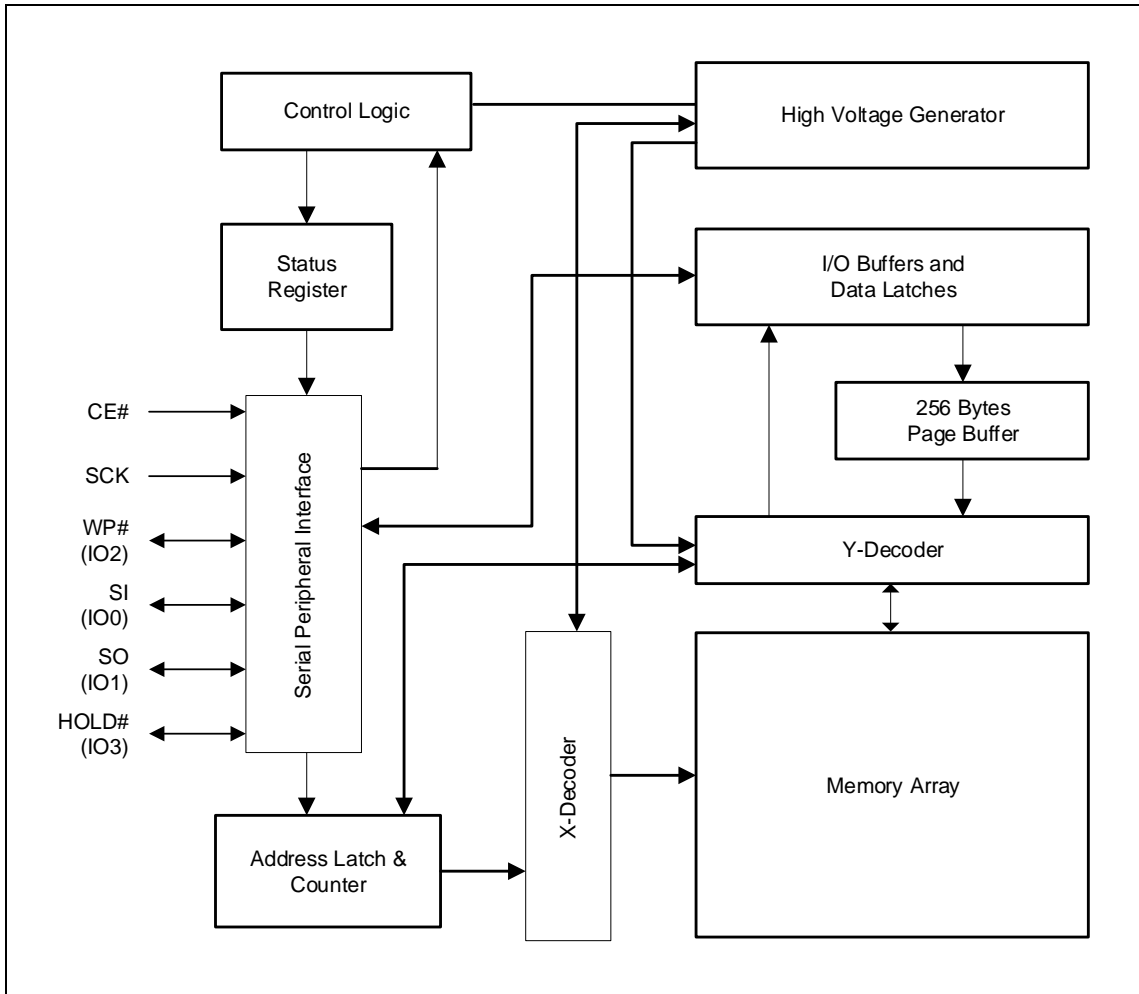 Control Logic
High Voltage Generator
Status
Register
I/O Buffers and
Data Latches
256 Bytes
Page Buffer
CE#
SCK
WP#
(IO2)
SI
(IO0)
SO
(IO1)
HOLD#
(IO3)
Serial Peripheral Interface
Y-Decoder
X-Decoder
Memory Array
Address Latch &
Counter